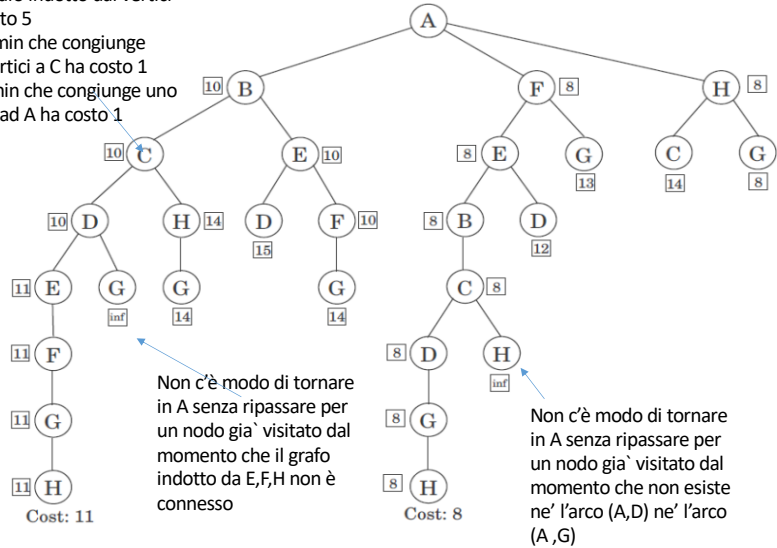 sto 5
min che congiunge
rtici a C ha costo 1
min che congiunge uno
ad A ha costo 1
A
10 B
F 8
H 8
10 C
E 10
8 E
G
C
G
13
14
8
10 D
H 14
D
F 10
8 B
D
15
12
11 E
G
G
G
C 8
inf
14
14
11 F
8 D
H
inf
Non c'è modo di tornare
in A senza ripassare per
un nodo gia` visitato dal
momento che il grafo
indotto da E,F,H non è
connesso
Non c'è modo di tornare
in A senza ripassare per
un nodo gia` visitato dal
momento che non esiste
ne' l'arco (A,D) ne' l'arco
(A ,G)
11 G
8 G
11 H
8 H
Cost: 11
Cost: 8